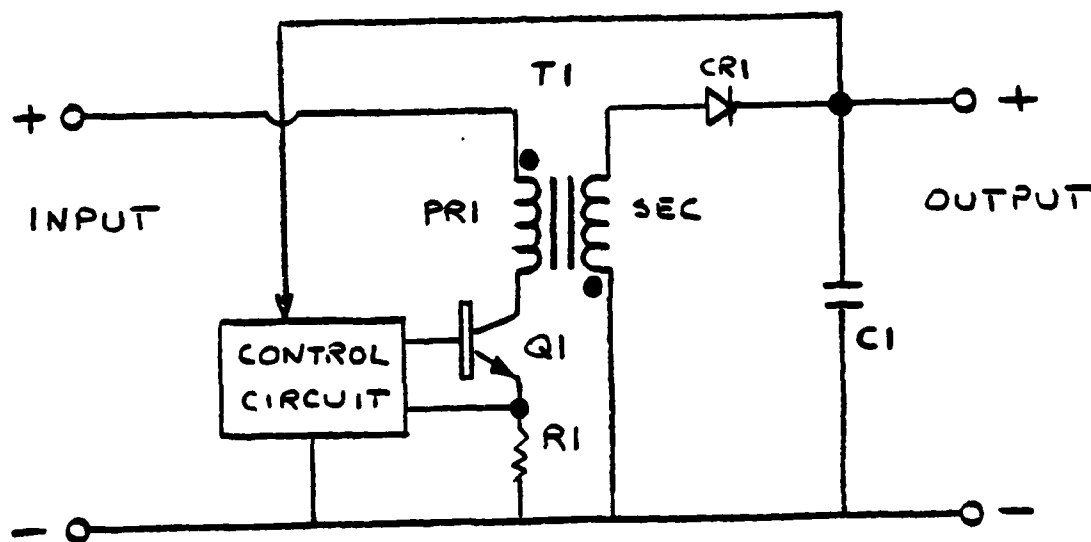 T1
CR1
+
+
INPUT
PRI
SEC
OUTPUT
CONTROL
CIRCUIT
Q1
C1
R1
-
-